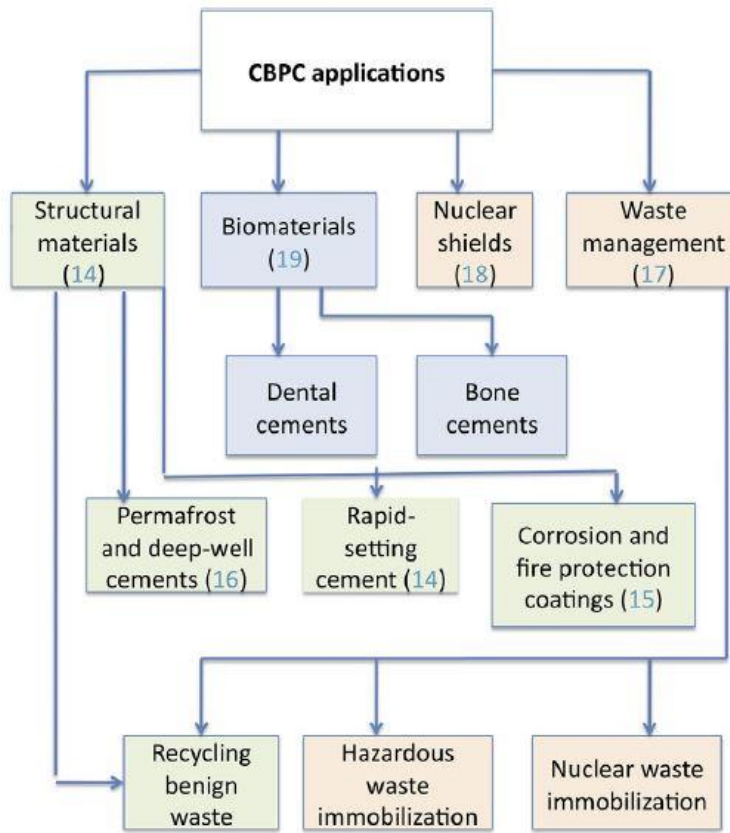 CBPC applications
Structural
materials
(14)
Biomaterials
(19)
Nuclear
shields
(18)
Waste
management
(17)
Dental
cements
Bone
cements
Permafrost
and deep-well
cements (16)
Rapid-
setting
cement (14)
Corrosion and
fire protection
coatings (15)
Recycling
benign
waste
Hazardous
waste
immobilization
Nuclear waste
immobilization